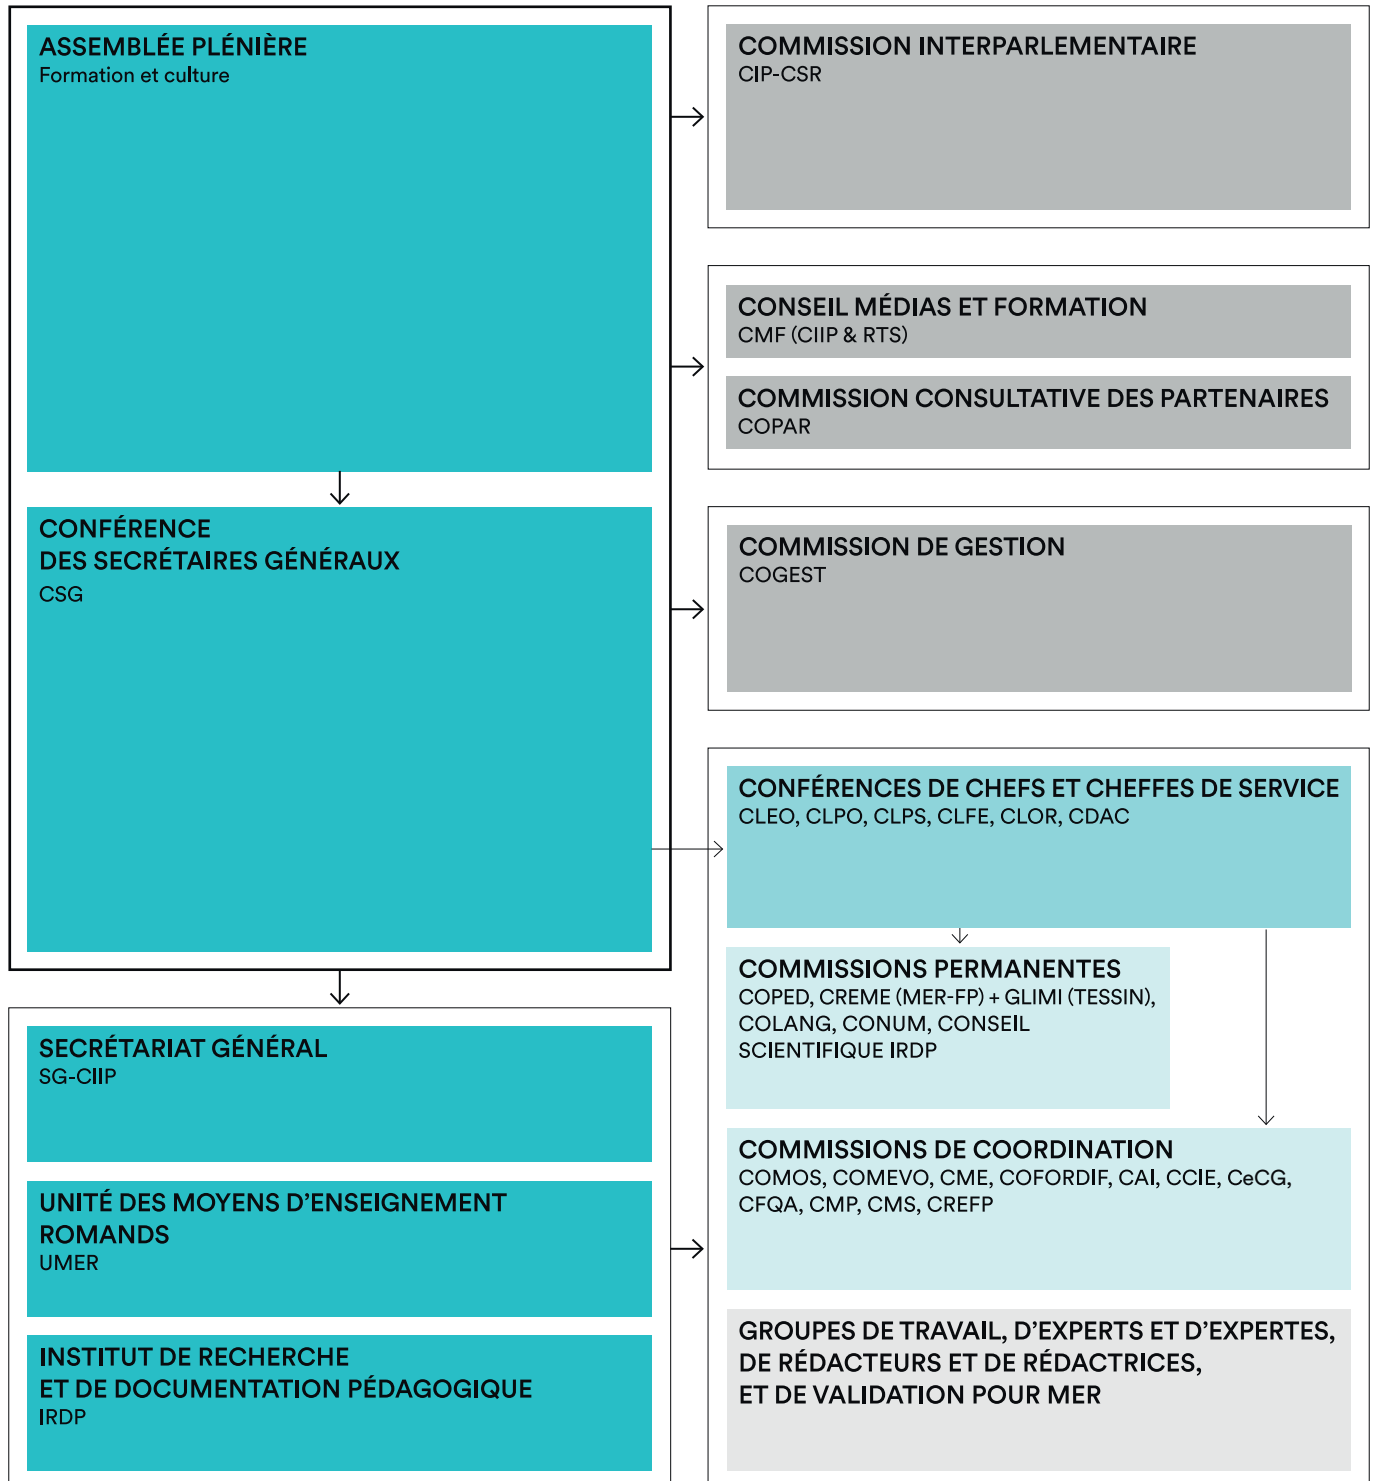 ASSEMBLÉE PLÉNIÈRE
Formation et culture
CONFÉRENCE
DES SECRÉTAIRES GÉNÉRAUX
CSG
SECRÉTARIAT GÉNÉRAL
SG-CIIP
UNITÉ DES MOYENS D'ENSEIGNEMENT
ROMANDS
UMER
INSTITUT DE RECHERCHE
ET DE DOCUMENTATION PÉDAGOGIQUE
IRDP
COMMISSION INTERPARLEMENTAIRE
CIP-CSR
CONSEIL MÉDIAS ET FORMATION
CMF (CIIP & RTS)
COMMISSION CONSULTATIVE DES PARTENAIRES
COPAR
COMMISSION DE GESTION
COGEST
CONFÉRENCES DE CHEFS ET CHEFFES DE SERVICE
CLEO, CLPO, CLPS, CLFE, CLOR, CDAC
COMMISSIONS PERMANENTES
COPED, CREME (MER-FP) + GLIMI (TESSIN),
COLANG, CONUM, CONSEIL
SCIENTIFIQUE IRDP
COMMISSIONS DE COORDINATION
COMOS, COMEVO, CME, COFORDIF, CAI, CCIE, CeCG,
CFQA, CMP, CMS, CREFP
GROUPES DE TRAVAIL, D'EXPERTS ET D'EXPERTES,
DE RÉDACTEURS ET DE RÉDACTRICES,
ET DE VALIDATION POUR MER